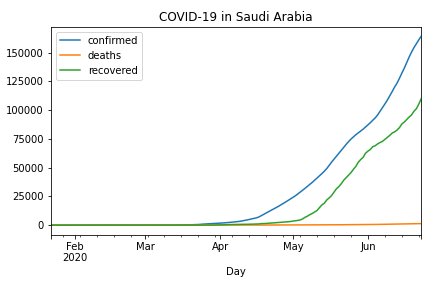 COVID-19 in Saudi Arabia
confirmed
deaths
recovered
150000
125000
100000
75000
50000
25000
0
Feb Mar Apr May Jun
2020
Day